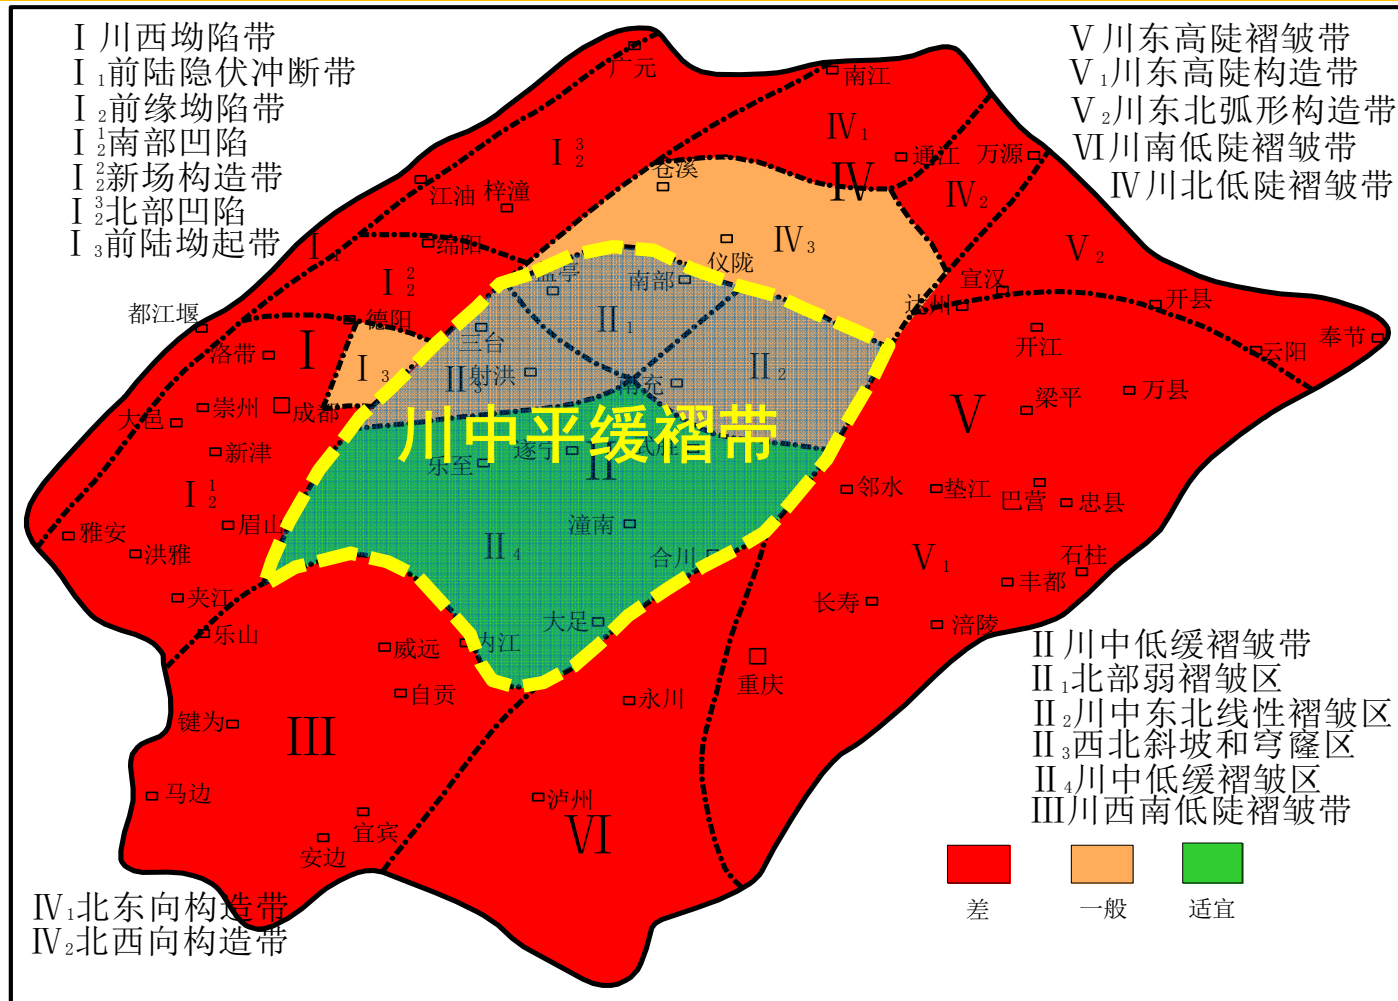 Ⅰ川西坳陷带
Ⅰ₁前陆隐伏冲断带
Ⅰ₂前缘坳陷带
Ⅰ₂¹南部凹陷
Ⅰ₂²新场构造带
Ⅰ₂³北部凹陷
Ⅰ₃前陆坳起带
Ⅴ川东高陡褶皱带
Ⅴ₁川东高陡构造带
Ⅴ₂川东北弧形构造带
Ⅵ川南低陡褶皱带
Ⅳ川北低陡褶皱带
广元
南江
Ⅳ₁
Ⅰ₂³
通江
万源
苍溪
Ⅳ
江油
梓潼
Ⅳ₂
Ⅰ₁
绵阳
Ⅳ₃
Ⅴ₂
仪陇
盐亭
南部
宣汉
Ⅰ₂²
达州
开县
都江堰
德阳
Ⅱ₁
三台
开江
奉节
洛带
Ⅰ
Ⅰ₃
Ⅱ₃
射洪
南充
Ⅱ₂
云阳
万县
崇州
成都
大邑
川中平缓褶带
Ⅴ
梁平
新津
乐至
遂宁
Ⅱ
武胜
Ⅰ₂¹
邻水
垫江
巴营
忠县
眉山
潼南
雅安
洪雅
Ⅱ₄
合川
Ⅴ₁
石柱
丰都
夹江
长寿
乐山
大足
涪陵
威远
内江
重庆
自贡
永川
键为
Ⅲ
马边
泸州
宜宾
安边
Ⅵ
Ⅱ川中低缓褶皱带
Ⅱ₁北部弱褶皱区
Ⅱ₂川中东北线性褶皱区
Ⅱ₃西北斜坡和穹窿区
Ⅱ₄川中低缓褶皱区
Ⅲ川西南低陡褶皱带
差
一般
适宜
Ⅳ₁北东向构造带
Ⅳ₂北西向构造带